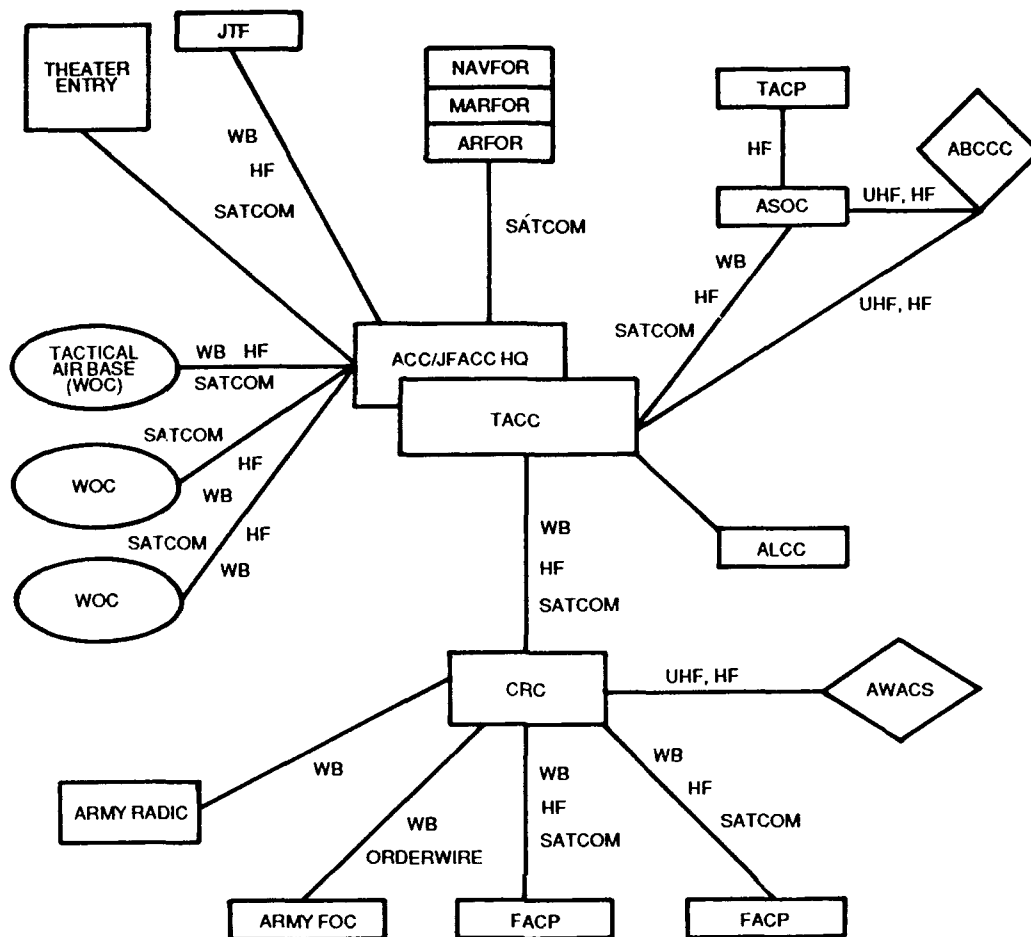 JTF
THEATER
ENTRY
NAVFOR
MARFOR
ARFOR
TACP
ABCCC
WB
HF
SATCOM
HF
ASOC
UHF, HF
SATCOM
WB
HF
SATCOM
UHF, HF
TACTICAL
AIR BASE
(WOC)
WB HF
SATCOM
ACC/JFACC HQ
TACC
SATCOM
HF
WB
WOC
SATCOM
HF
WB
WOC
WB
HF
SATCOM
ALCC
CRC
UHF, HF
AWACS
WB
ARMY RADIC
WB
ORDERWIRE
WB
HF
SATCOM
WB
HF
SATCOM
ARMY FOC
FACP
FACP